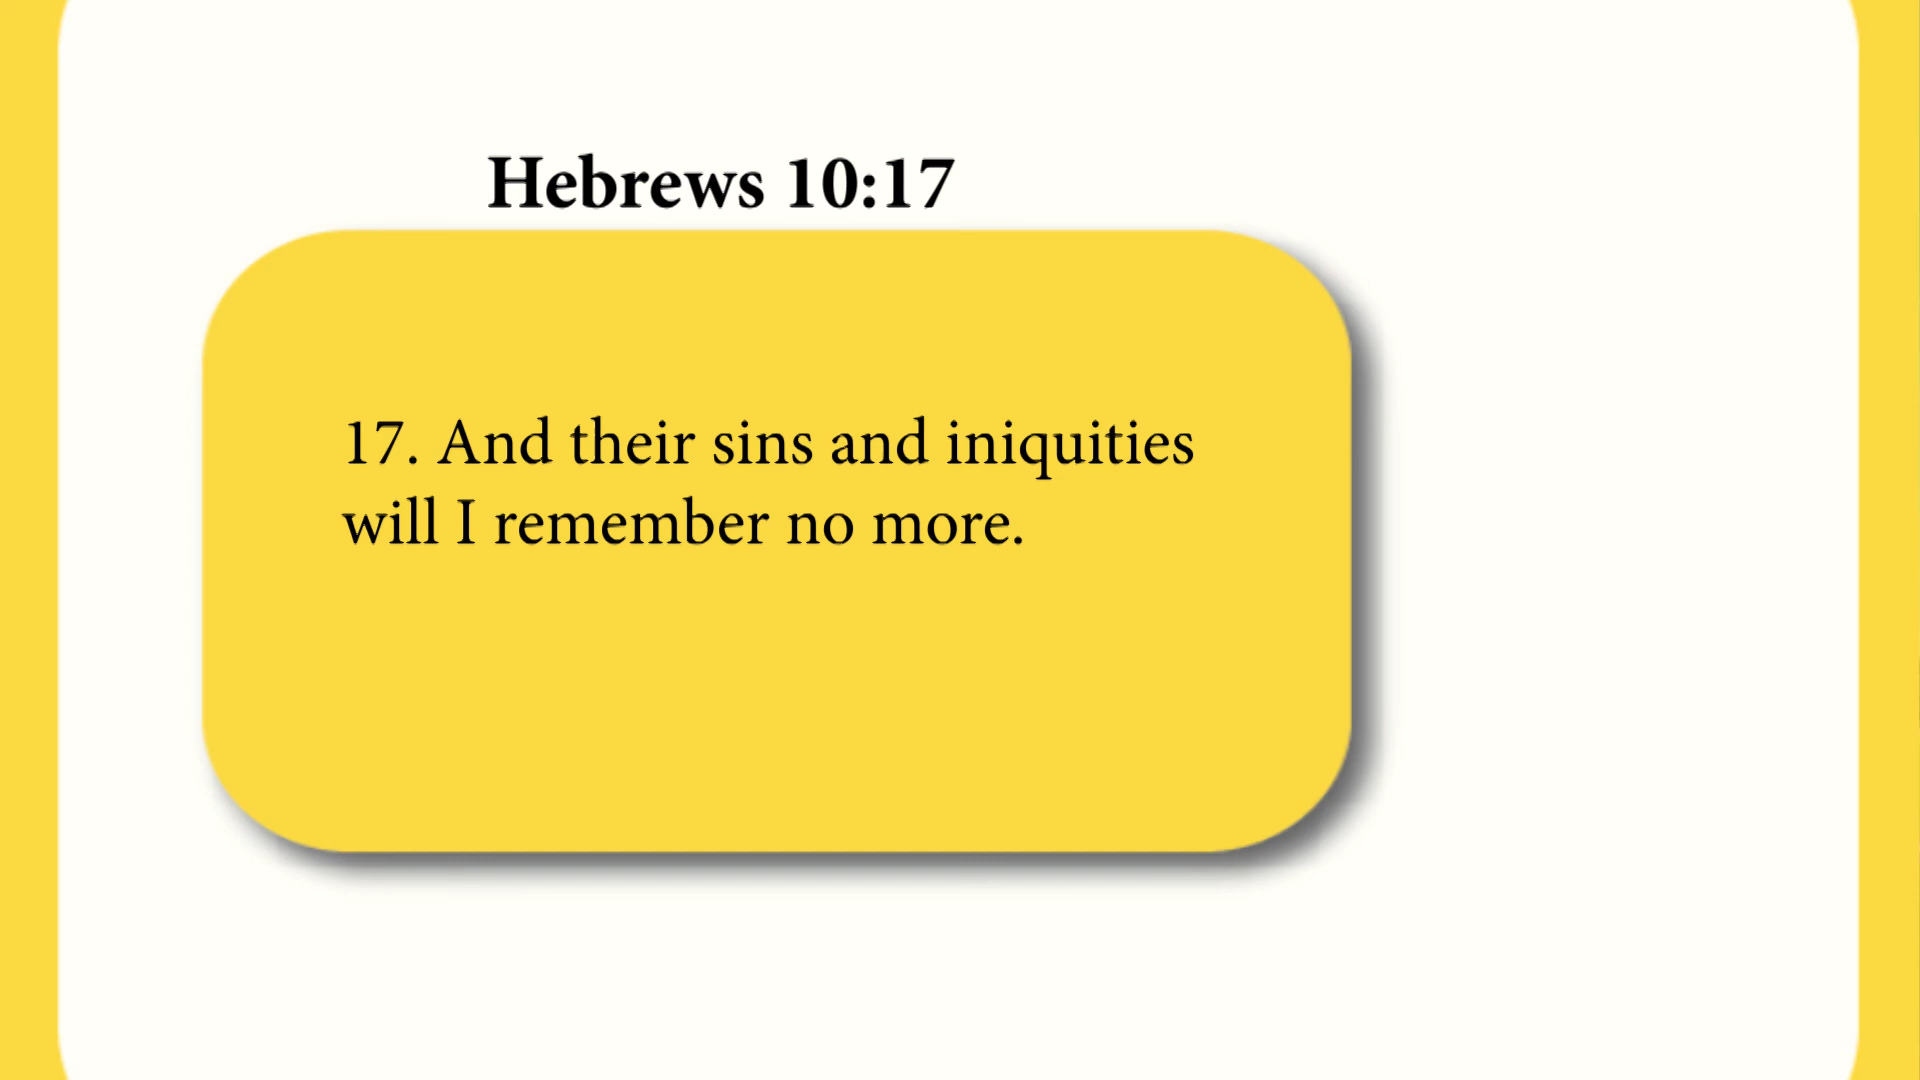 Hebrews 10:17
17. And their sins and iniquities
will I remember no more.